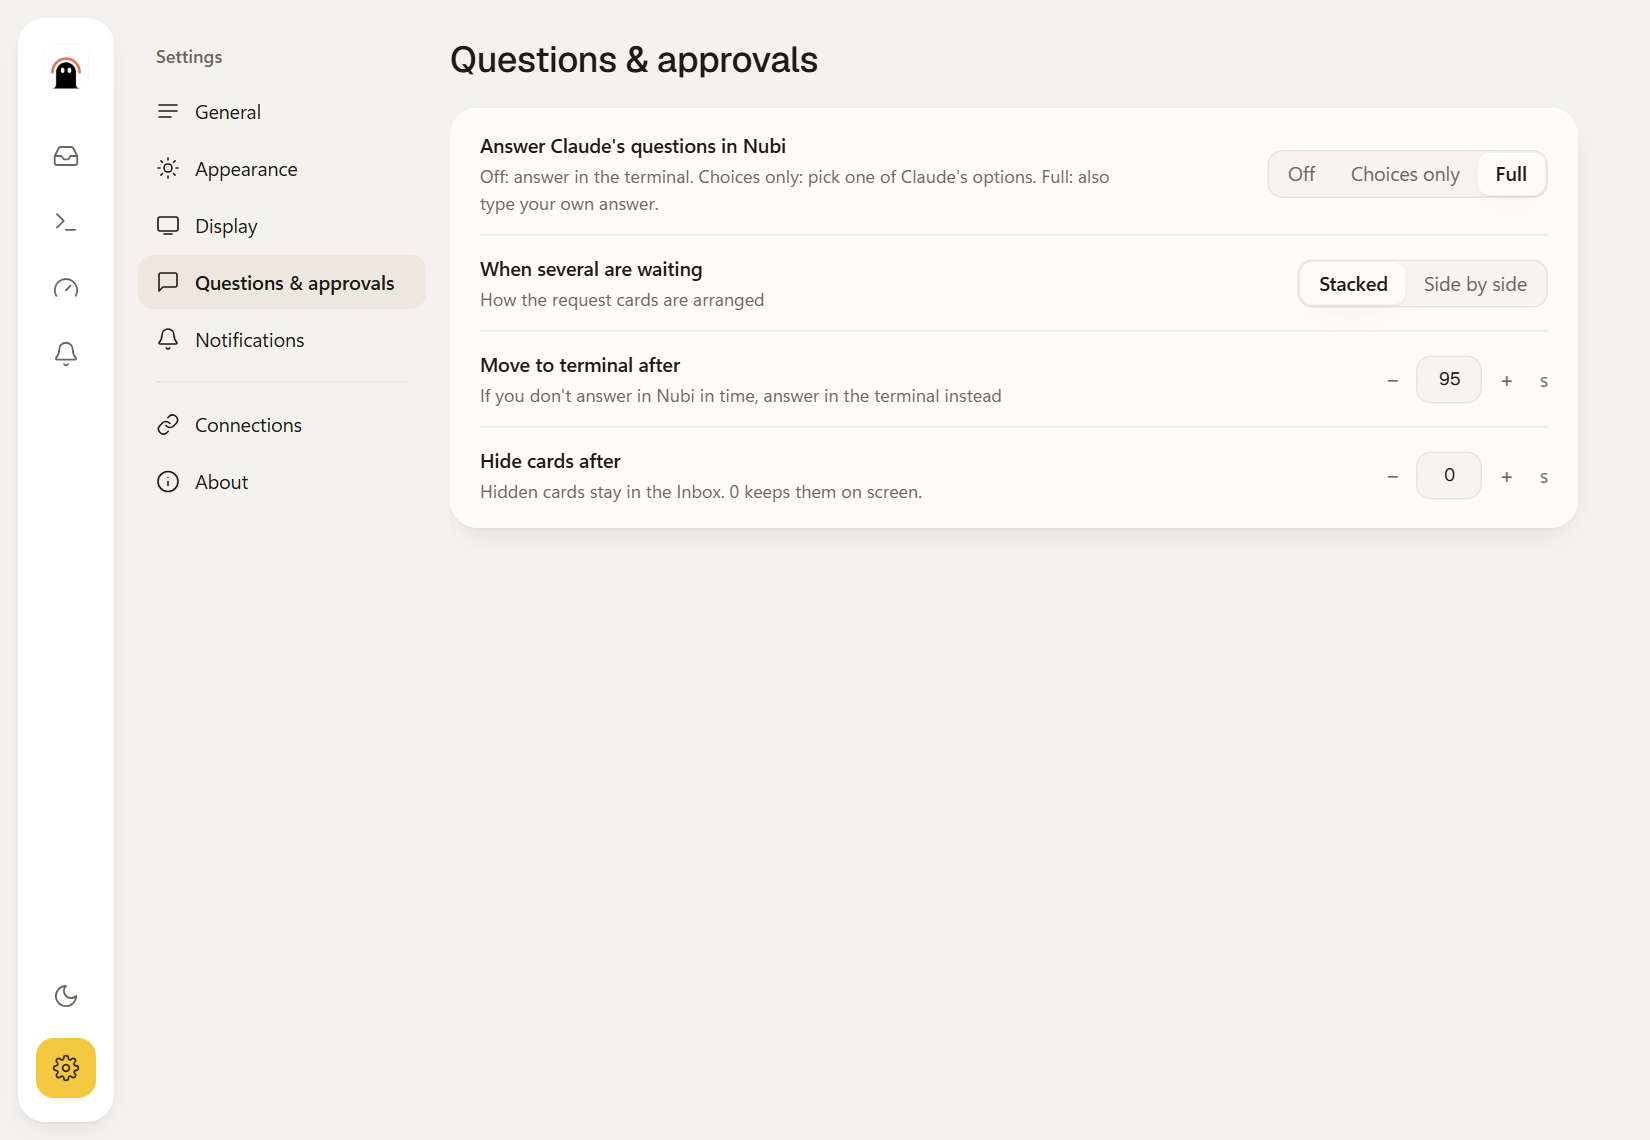 Settings
General
Appearance
Display
Questions & approvals
Notifications
Connections
About
Questions & approvals
Answer Claude's questions in Nubi
Off: answer in the terminal. Choices only: pick one of Claude's options. Full: also
type your own answer.
Off Choices only Full
When several are waiting
How the request cards are arranged
Stacked Side by side
Move to terminal after
If you don't answer in Nubi in time, answer in the terminal instead
− 95 + s
Hide cards after
Hidden cards stay in the Inbox. 0 keeps them on screen.
− 0 + s